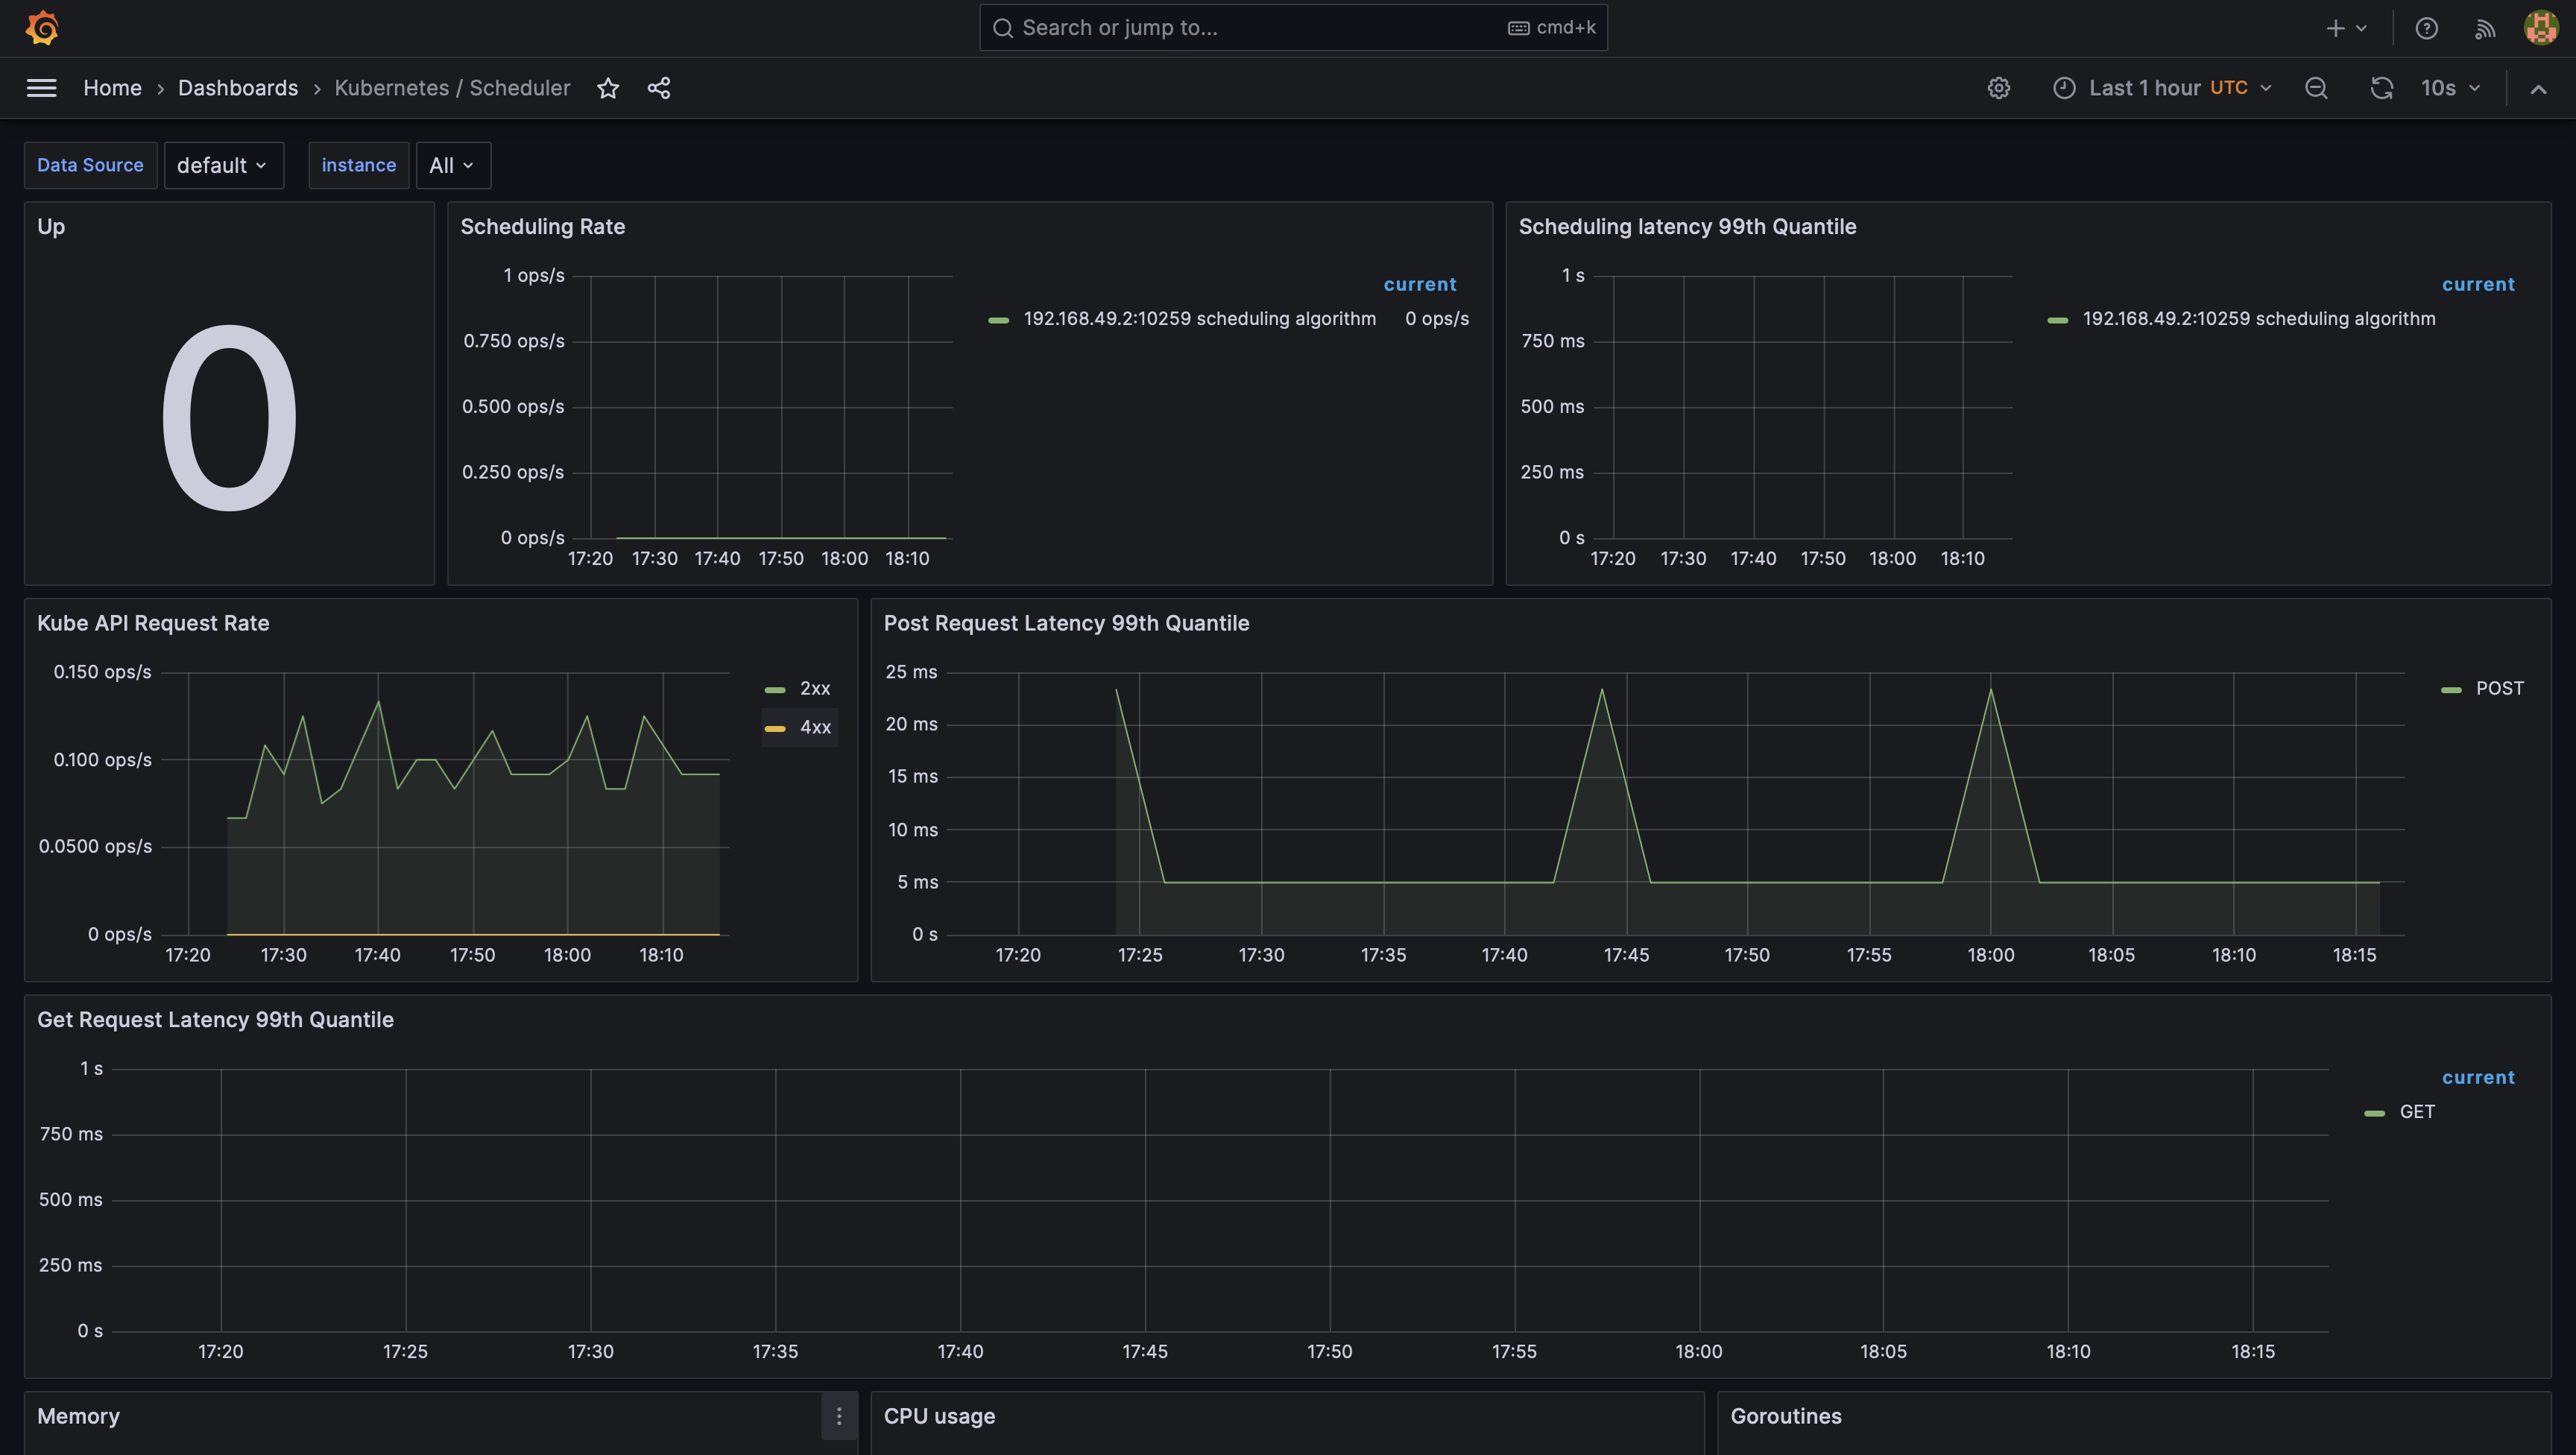 Search or jump to... cmd+k
Home › Dashboards › Kubernetes / Scheduler
Last 1 hour UTC
10s
Data Source default
instance All
Up
0
Scheduling Rate
1 ops/s
0.750 ops/s
0.500 ops/s
0.250 ops/s
0 ops/s
17:20 17:30 17:40 17:50 18:00 18:10
current
192.168.49.2:10259 scheduling algorithm 0 ops/s
Scheduling latency 99th Quantile
1 s
750 ms
500 ms
250 ms
0 s
17:20 17:30 17:40 17:50 18:00 18:10
current
192.168.49.2:10259 scheduling algorithm
Kube API Request Rate
0.150 ops/s
0.100 ops/s
0.0500 ops/s
0 ops/s
17:20 17:30 17:40 17:50 18:00 18:10
2xx
4xx
Post Request Latency 99th Quantile
25 ms
20 ms
15 ms
10 ms
5 ms
0 s
17:20 17:25 17:30 17:35 17:40 17:45 17:50 17:55 18:00 18:05 18:10 18:15
POST
Get Request Latency 99th Quantile
1 s
750 ms
500 ms
250 ms
0 s
17:20 17:25 17:30 17:35 17:40 17:45 17:50 17:55 18:00 18:05 18:10 18:15
current
GET
Memory
CPU usage
Goroutines